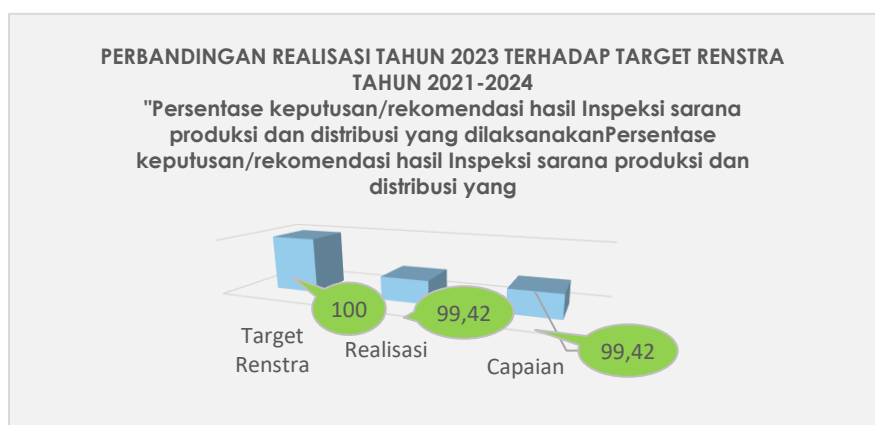 PERBANDINGAN REALISASI TAHUN 2023 TERHADAP TARGET RENSTRA
TAHUN 2021-2024
"Persentase keputusan/rekomendasi hasil Inspeksi sarana
produksi dan distribusi yang dilaksanakanPersentase
keputusan/rekomendasi hasil Inspeksi sarana produksi dan
distribusi yang
100
99,42
99,42
Target
Renstra
Realisasi
Capaian